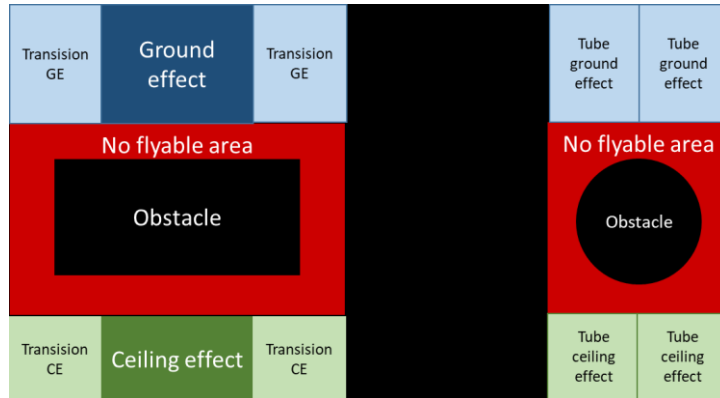 Transision
GE
Ground
effect
Transision
GE
Tube
ground
effect
Tube
ground
effect
No flyable area
Obstacle
No flyable area
Obstacle
Transision
CE
Ceiling effect
Transision
CE
Tube
ceiling
effect
Tube
ceiling
effect